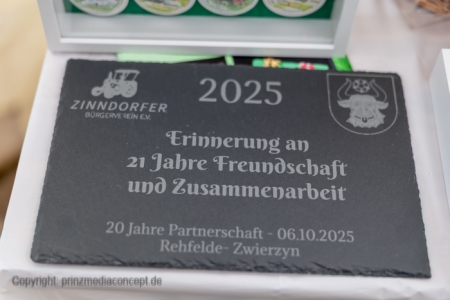 2025
ZINNDORFER
BÜRGERVEREIN E.V.
Erinnerung an
21 Jahre Freundschaft
und Zusammenarbeit
20 Jahre Partnerschaft - 06.10.2025
Rehfelde- Zwierzyn
Copyright: prinzmediaconcept.de